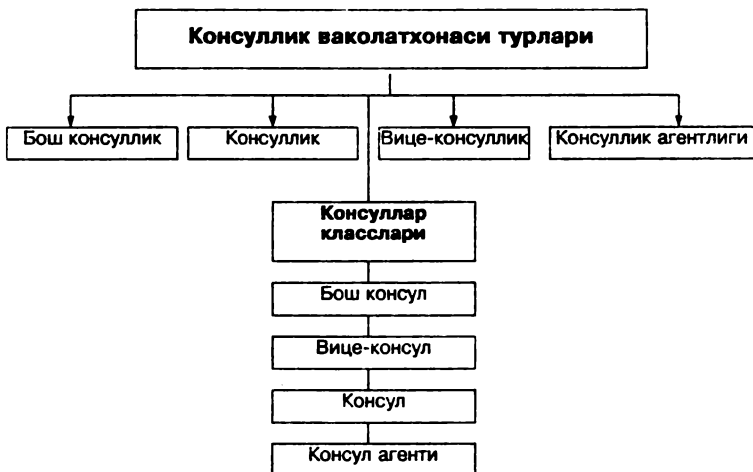 Консуллик ваколатхонаси турлари
Бош консуллик
Консуллик
Вице-консуллик
Консуллик агентлиги
Консуллар
класслари
Бош консул
Вице-консул
Консул
Консул агенти